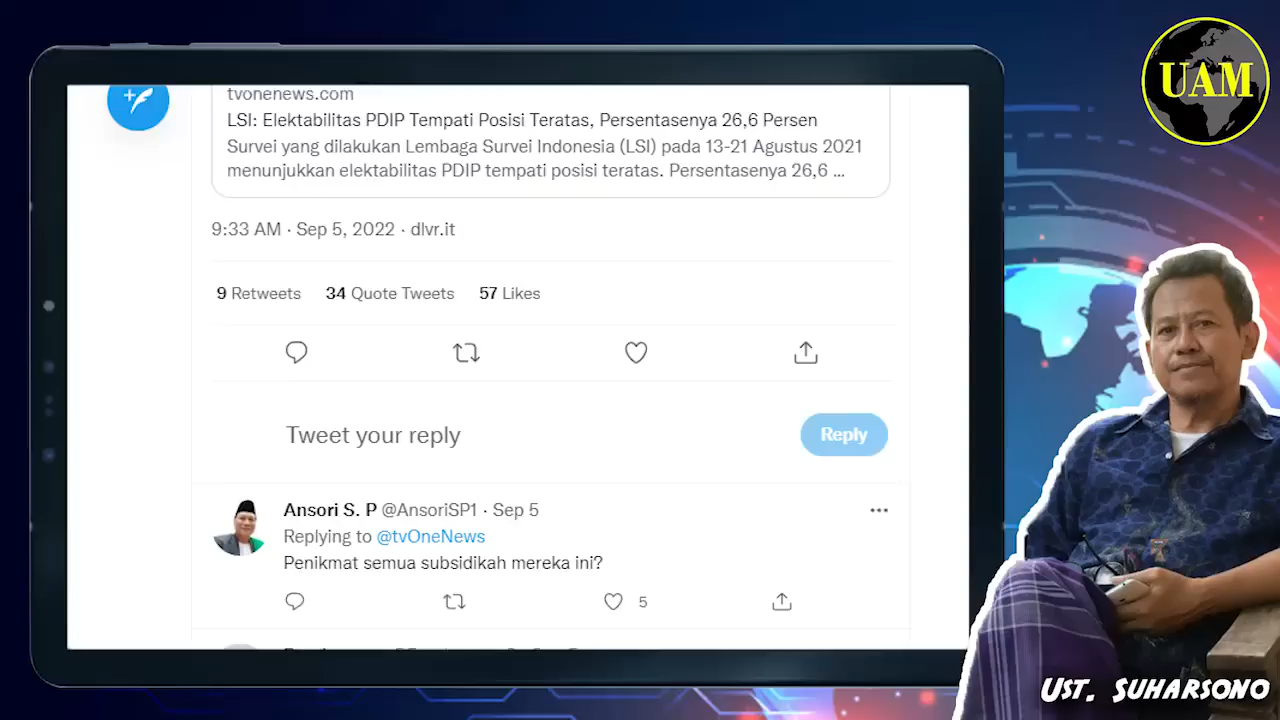 UAM
tvonenews.com
LSI: Elektabilitas PDIP Tempati Posisi Teratas, Persentasenya 26,6 Persen
Survei yang dilakukan Lembaga Survei Indonesia (LSI) pada 13-21 Agustus 2021
menunjukkan elektabilitas PDIP tempati posisi teratas. Persentasenya 26,6 ...
9:33 AM · Sep 5, 2022 · dlvr.it
9 Retweets 34 Quote Tweets 57 Likes
Tweet your reply
Reply
Ansori S. P @AnsoriSP1 · Sep 5
Replying to @tvOneNews
Penikmat semua subsidikah mereka ini?
5
Ust. Suharsono